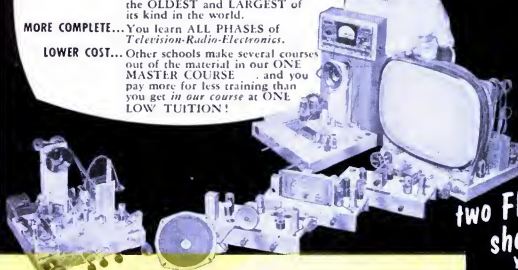 the OLDEST and LARGEST of
its kind in the world.
MORE COMPLETE... You learn ALL PHASES of
Television-Radio-Electronics.
LOWER COST... Other schools make several courses
out of the material in our ONE
MASTER COURSE . . and you
pay more for less training than
you get in our course at ONE
LOW TUITION!
two
sh